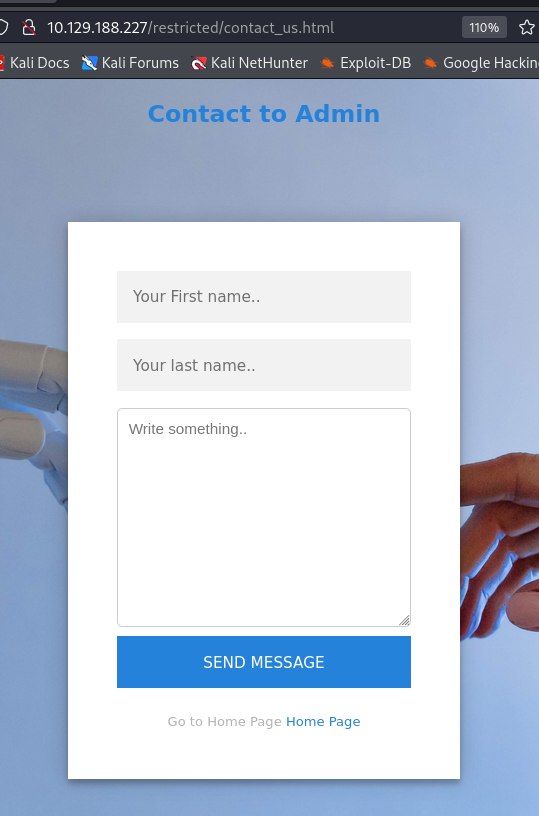 10.129.188.227/restricted/contact_us.html 110%
Kali Docs Kali Forums Kali NetHunter Exploit-DB Google Hackin
Contact to Admin
Your First name..
Your last name..
Write something..
SEND MESSAGE
Go to Home Page Home Page